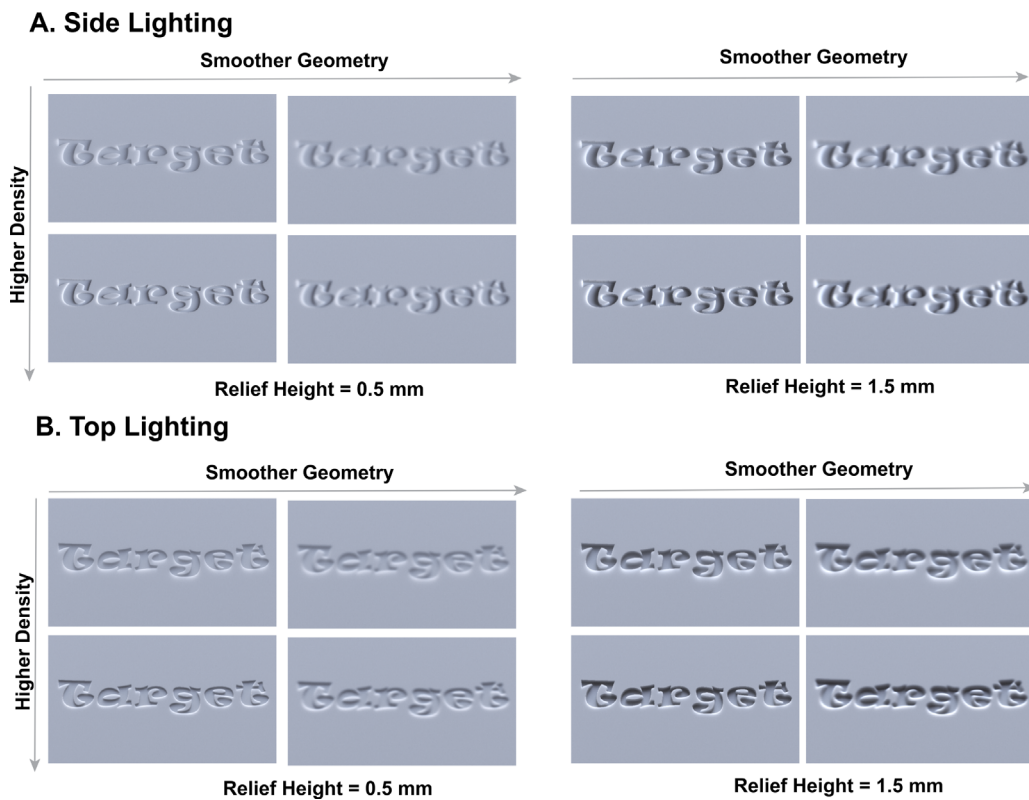 A. Side Lighting
Smoother Geometry
Smoother Geometry
Higher Density
Target
Target
Target
Target
Target
Target
Target
Target
Relief Height = 0.5 mm
Relief Height = 1.5 mm
B. Top Lighting
Smoother Geometry
Smoother Geometry
Higher Density
Target
Target
Target
Target
Target
Target
Target
Target
Relief Height = 0.5 mm
Relief Height = 1.5 mm